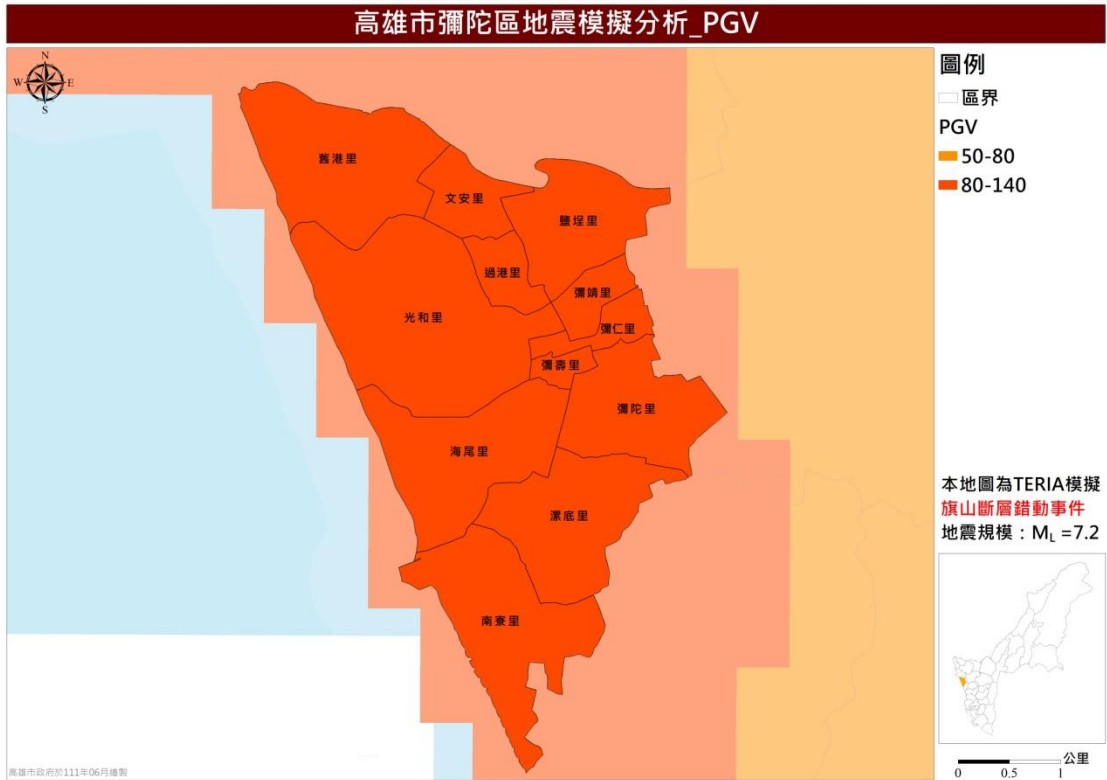 高雄市彌陀區地震模擬分析_PGV
N
W
E
S
圖例
區界
PGV
50-80
80-140
舊港里
文安里
鹽埕里
過港里
彌靖里
光和里
彌仁里
彌壽里
彌陀里
海尾里
漯底里
南寮里
本地圖為TERIA模擬
旗山斷層錯動事件
地震規模：ML =7.2
公里
0 0.5 1
高雄市政府於111年06月繪製